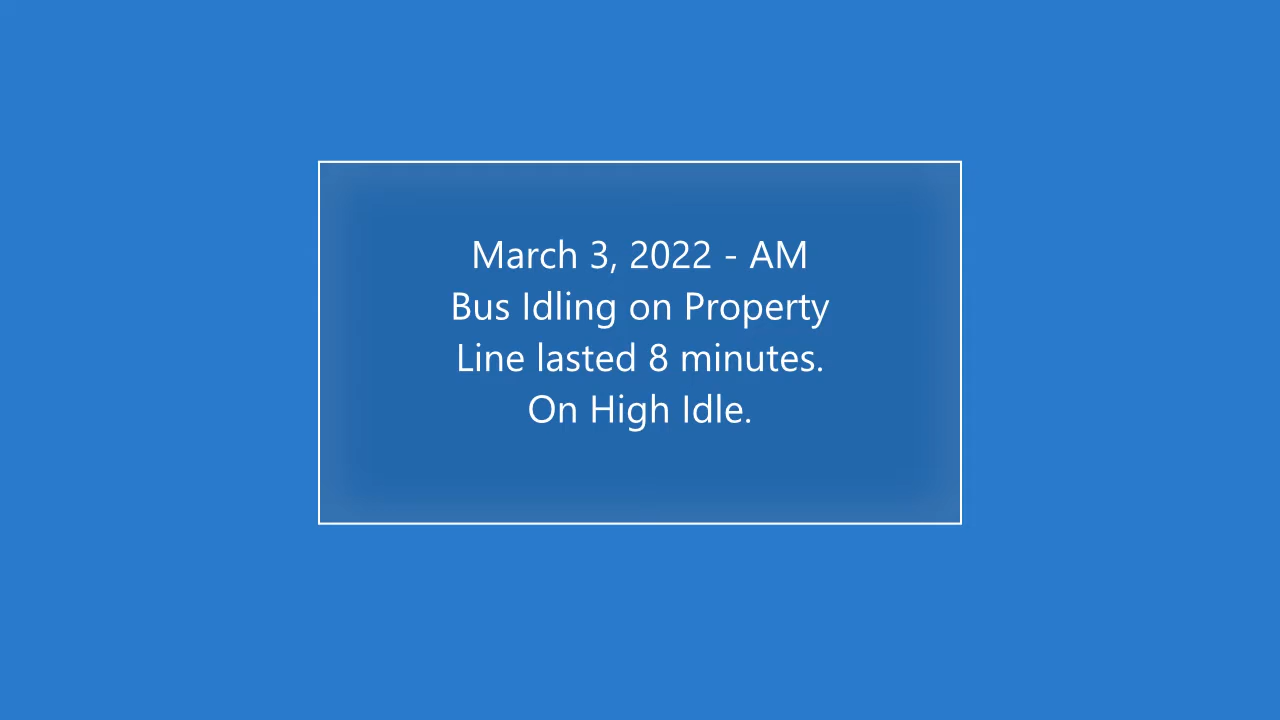 March 3, 2022 - AM
Bus Idling on Property
Line lasted 8 minutes.
On High Idle.